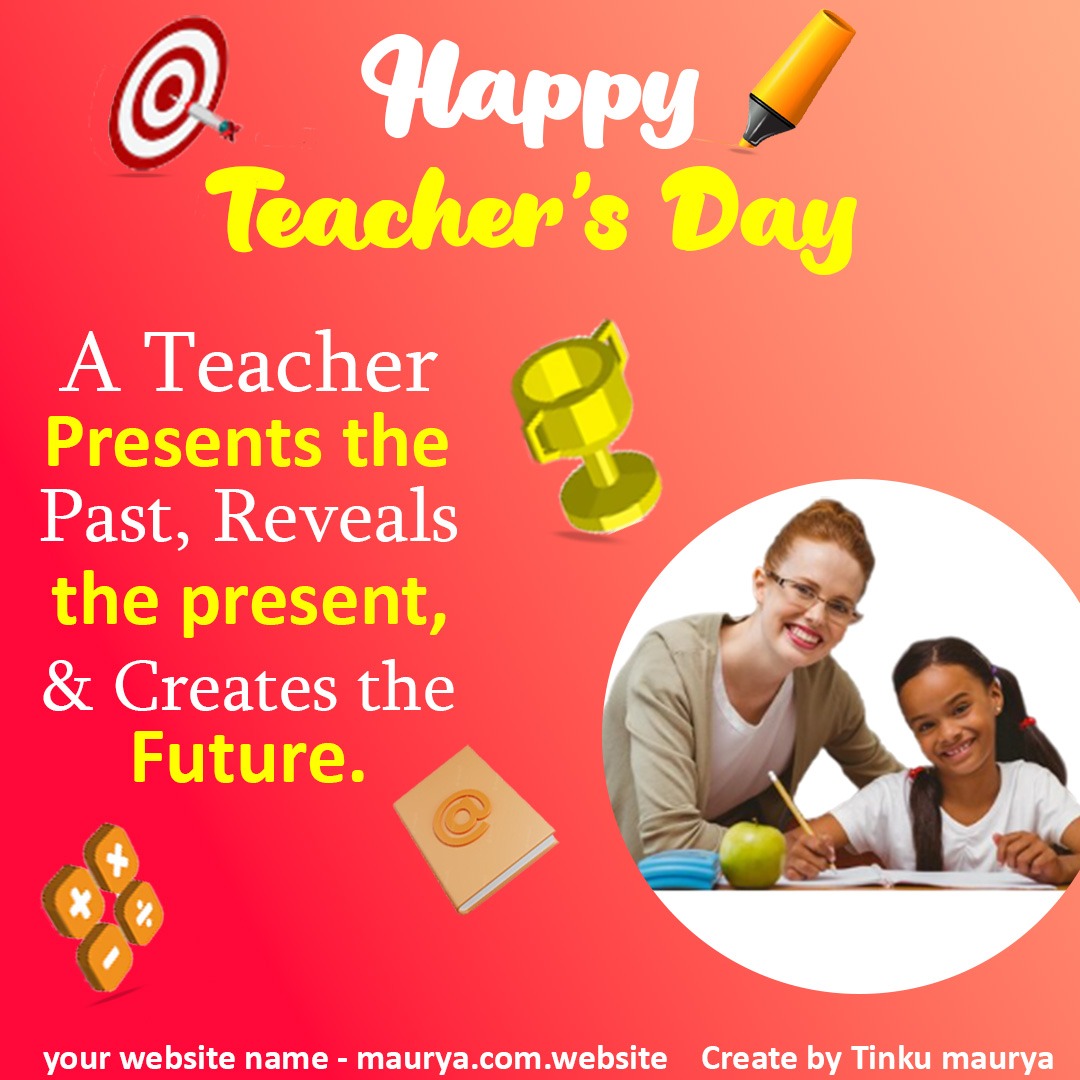 Happy
Teacher's Day
A Teacher
Presents the
Past, Reveals
the present,
& Creates the
Future.
@
+
×
÷
-
your website name - maurya.com.website Create by Tinku maurya